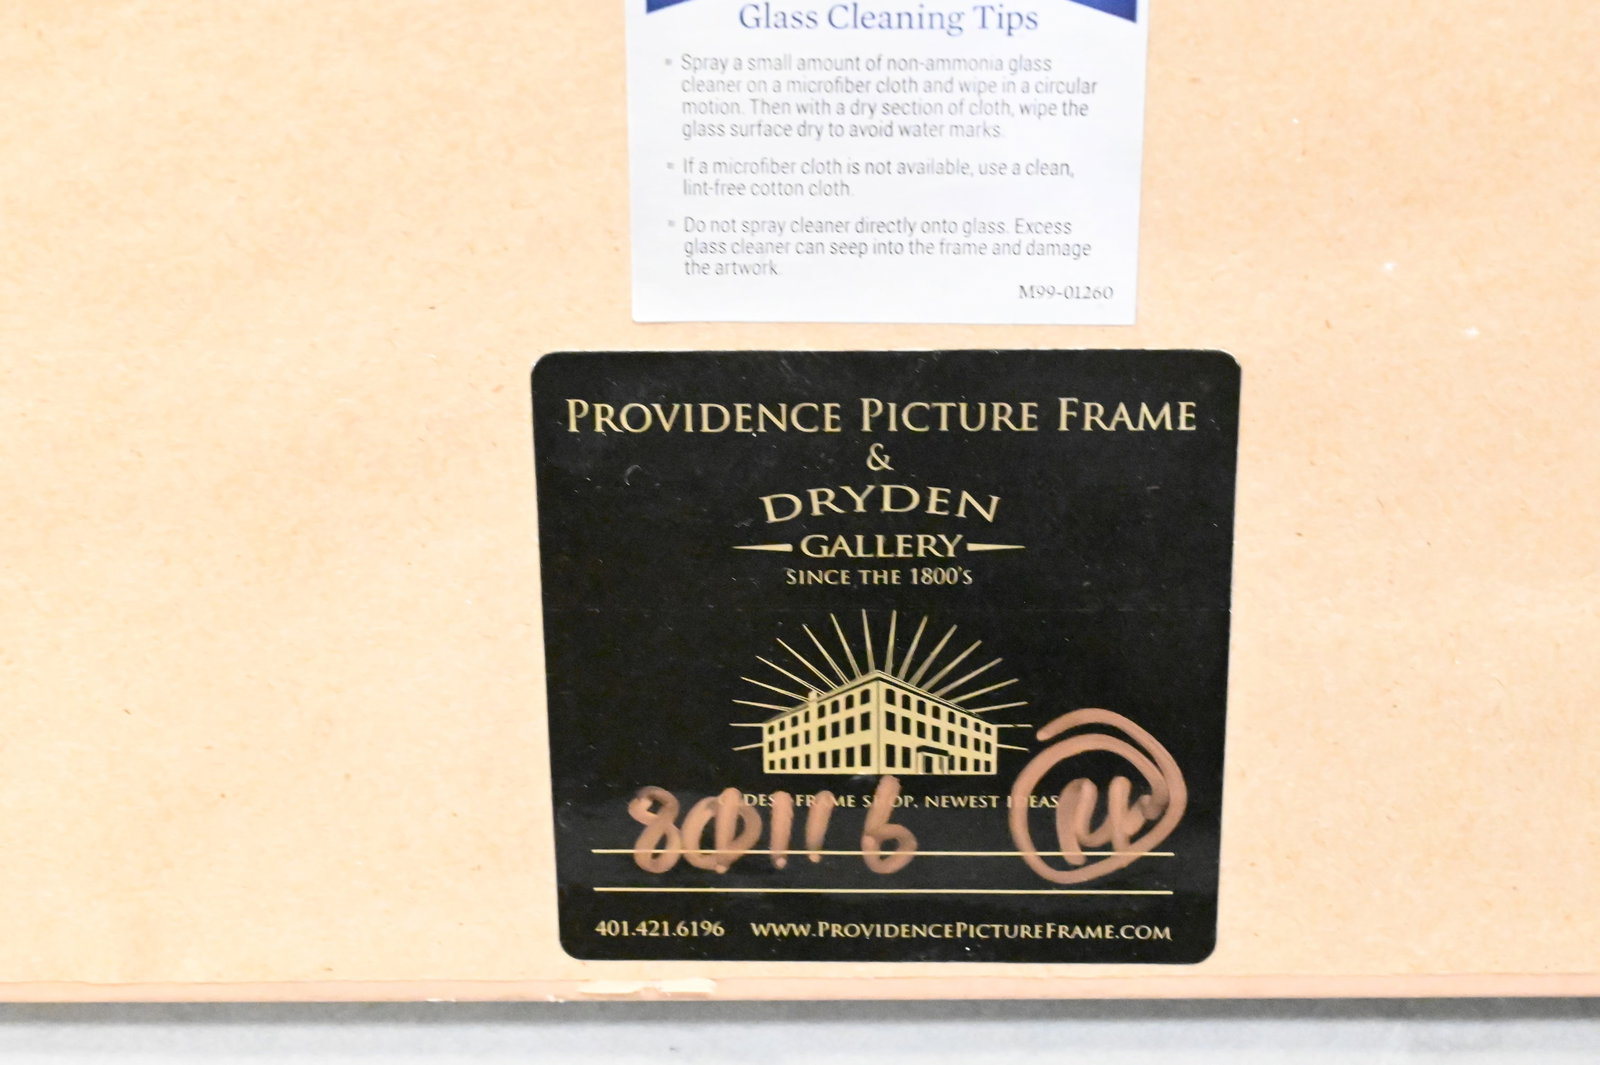 Glass Cleaning Tips
Spray a small amount of non-ammonia glass
cleaner on a microfiber cloth and wipe in a circular
motion. Then with a dry section of cloth, wipe the
glass surface dry to avoid water marks.
If a microfiber cloth is not available, use a clean,
lint-free cotton cloth.
Do not spray cleaner directly onto glass. Excess
glass cleaner can seep into the frame and damage
the artwork.
M99-01260
PROVIDENCE PICTURE FRAME
&
DRYDEN
GALLERY
SINCE THE 1800'S
OLDEST FRAME SHOP, NEWEST IDEAS
401.421.6196 WWW.PROVIDENCEPICTUREFRAME.COM